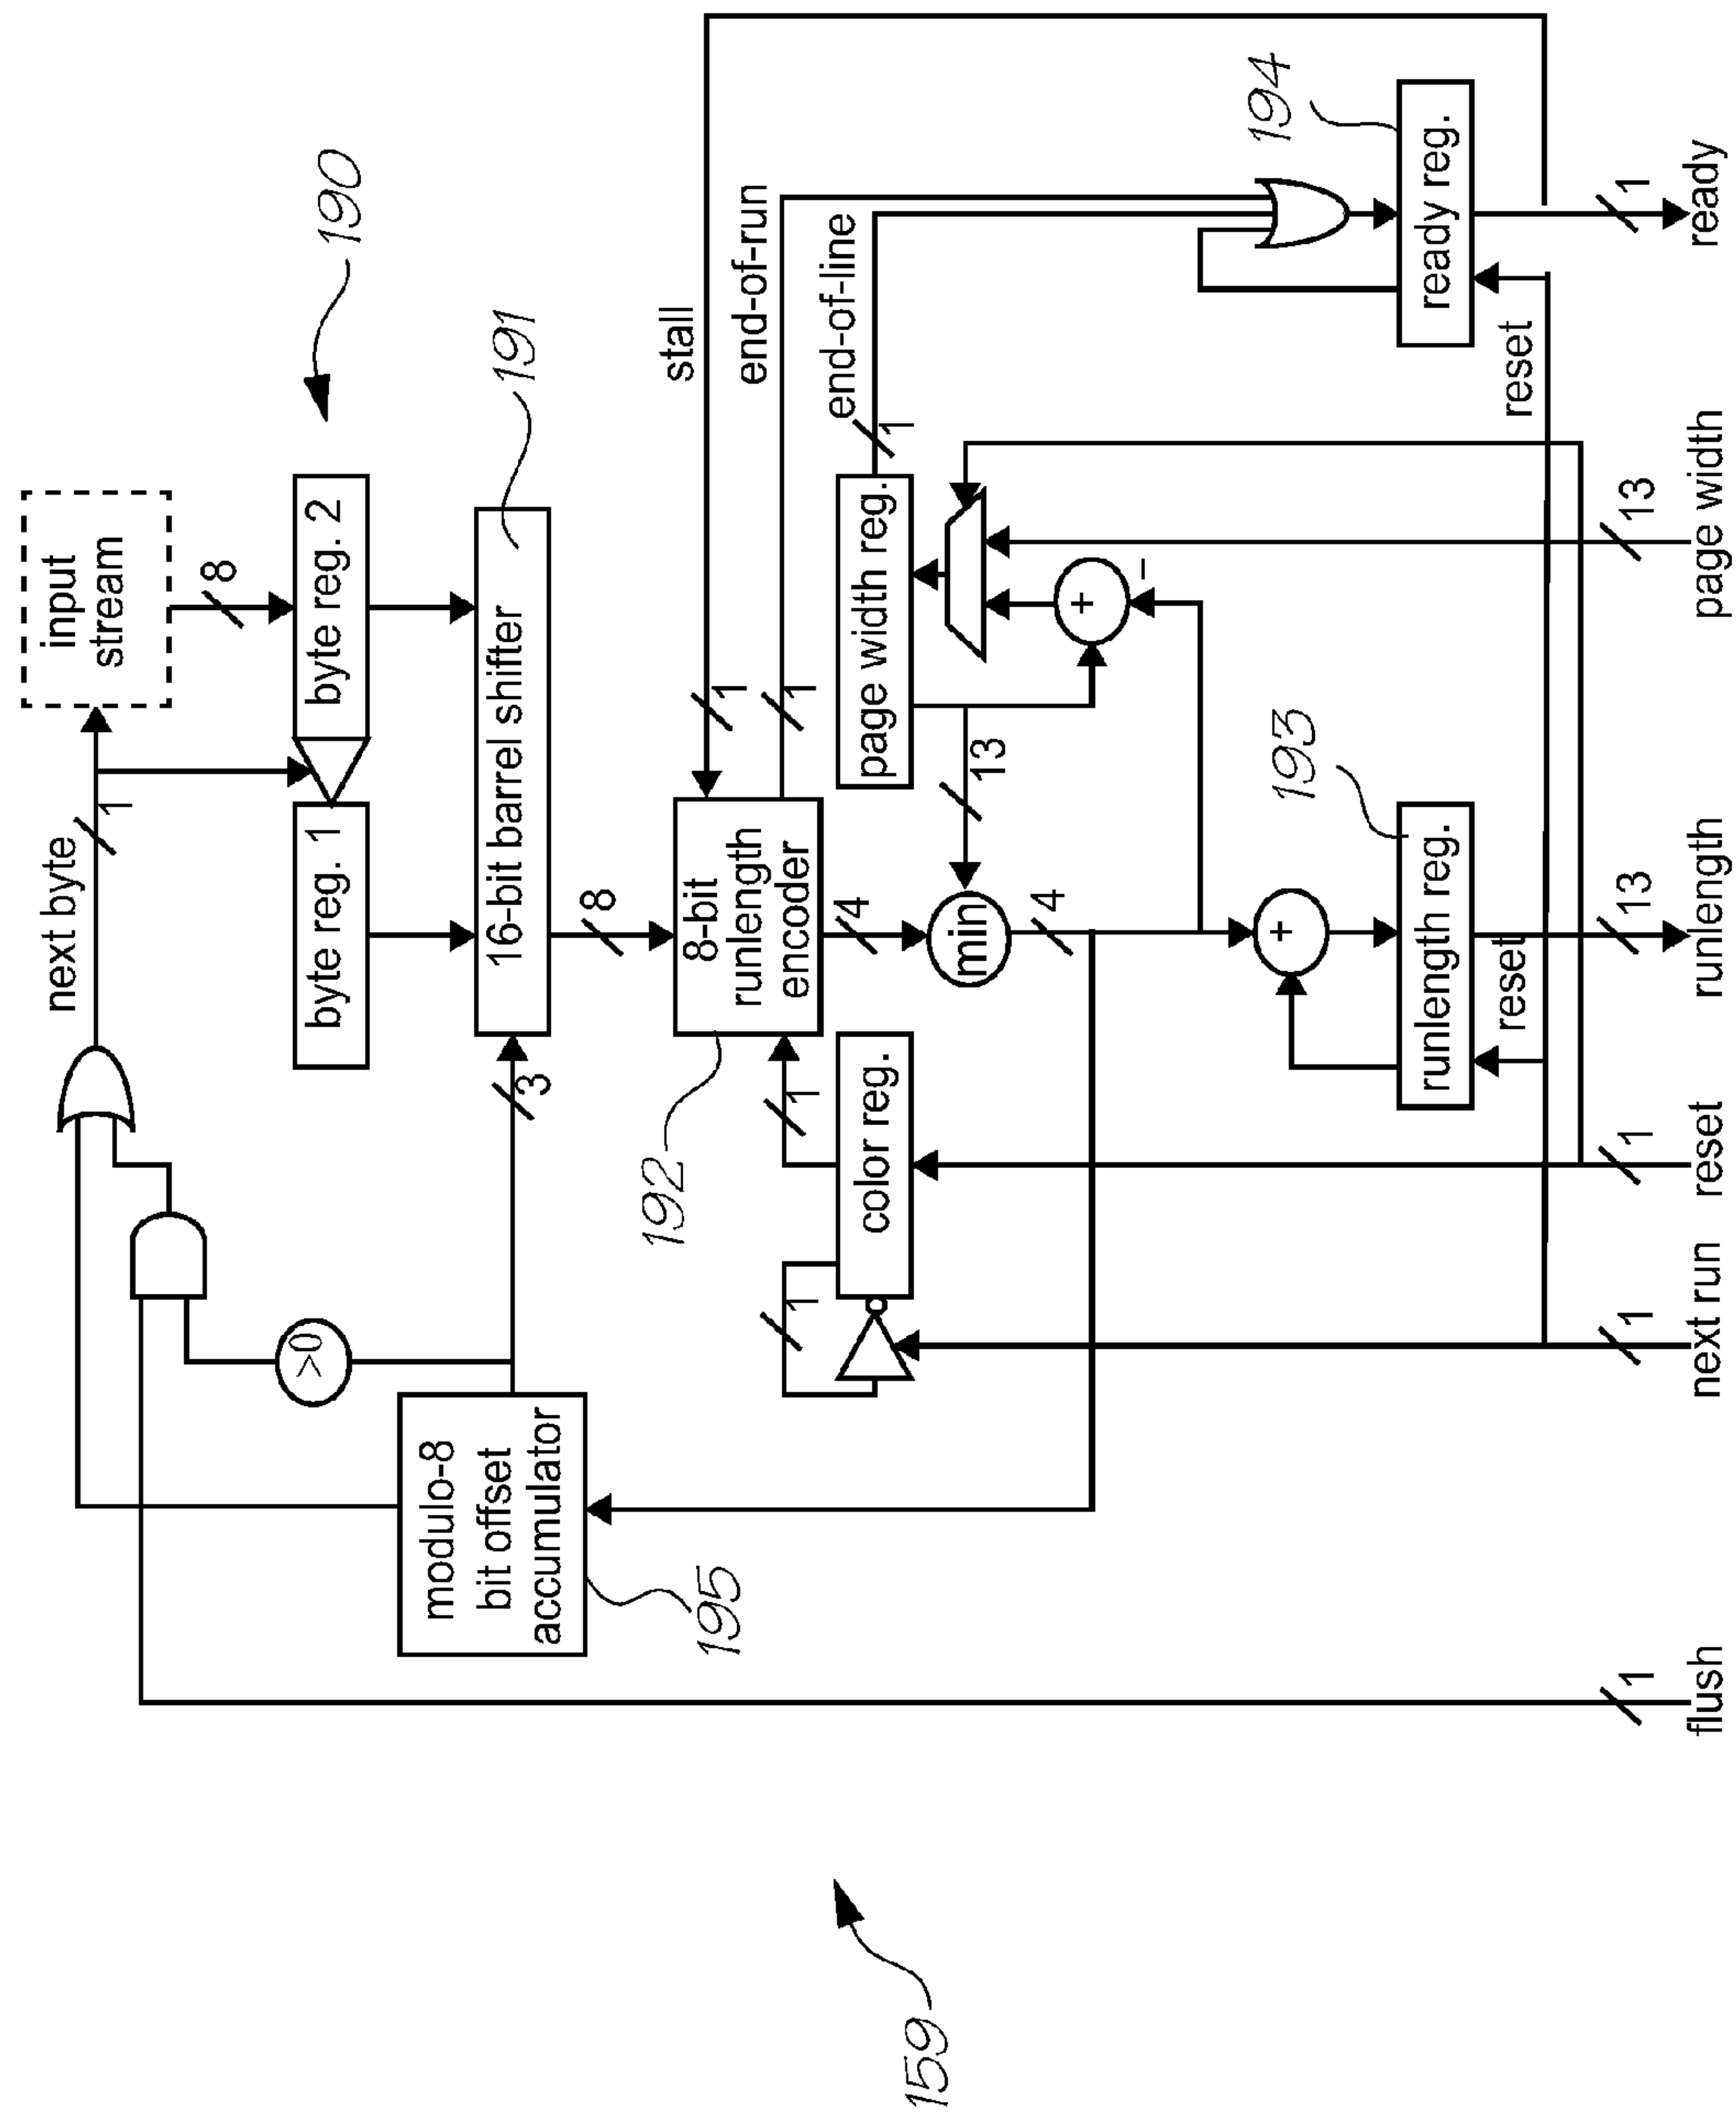 190
input
stream
8
next byte
1
byte reg. 1
byte reg. 2
191
16-bit barrel shifter
3
8
>0
modulo-8
bit offset
accumulator
195
192
8-bit
runlength
encoder
stall
1
end-of-run
1
end-of-line
1
color reg.
1
1
4
min
4
13
page width reg.
+
−
+
193
runlength reg.
reset
194
ready reg.
reset
1
flush
1
next run
1
reset
13
runlength
13
page width
1
ready
159